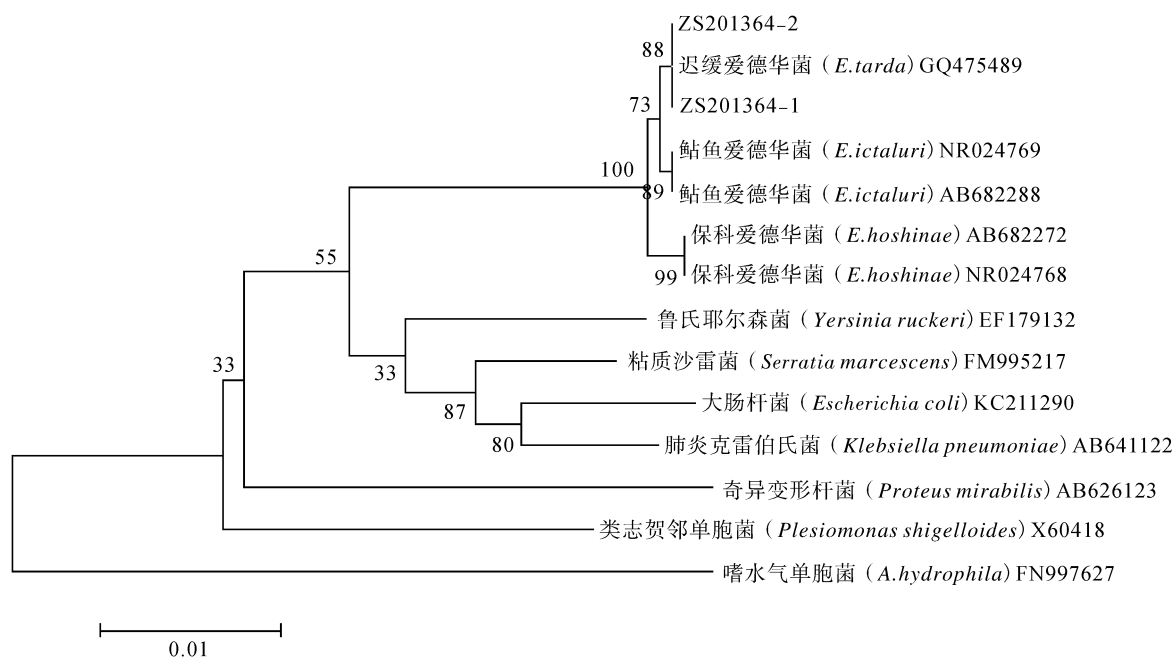 ZS201364-2
88
迟缓爱德华菌（E.tarda）GQ475489
73
ZS201364-1
鲇鱼爱德华菌（E.ictaluri）NR024769
100
89
鲇鱼爱德华菌（E.ictaluri）AB682288
保科爱德华菌（E.hoshinae）AB682272
55
99
保科爱德华菌（E.hoshinae）NR024768
鲁氏耶尔森菌（Yersinia ruckeri）EF179132
33
粘质沙雷菌（Serratia marcescens）FM995217
33
大肠杆菌（Escherichia coli）KC211290
87
80
肺炎克雷伯氏菌（Klebsiella pneumoniae）AB641122
奇异变形杆菌（Proteus mirabilis）AB626123
类志贺邻单胞菌（Plesiomonas shigelloides）X60418
嗜水气单胞菌（A.hydrophila）FN997627
0.01